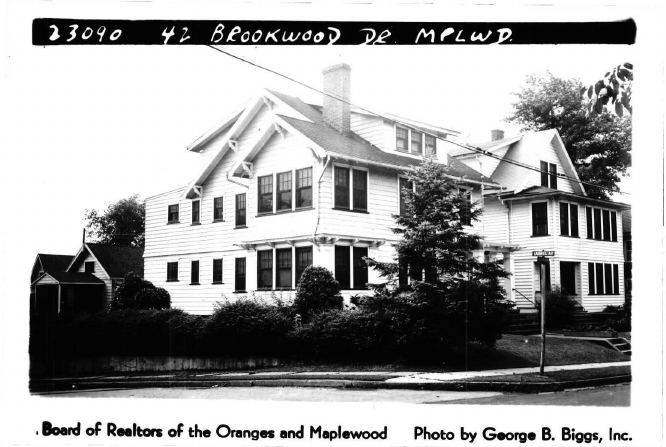 23090 42 BROOKWOOD DR. MPLWD.
Board of Realtors of the Oranges and Maplewood Photo by George B. Biggs, Inc.